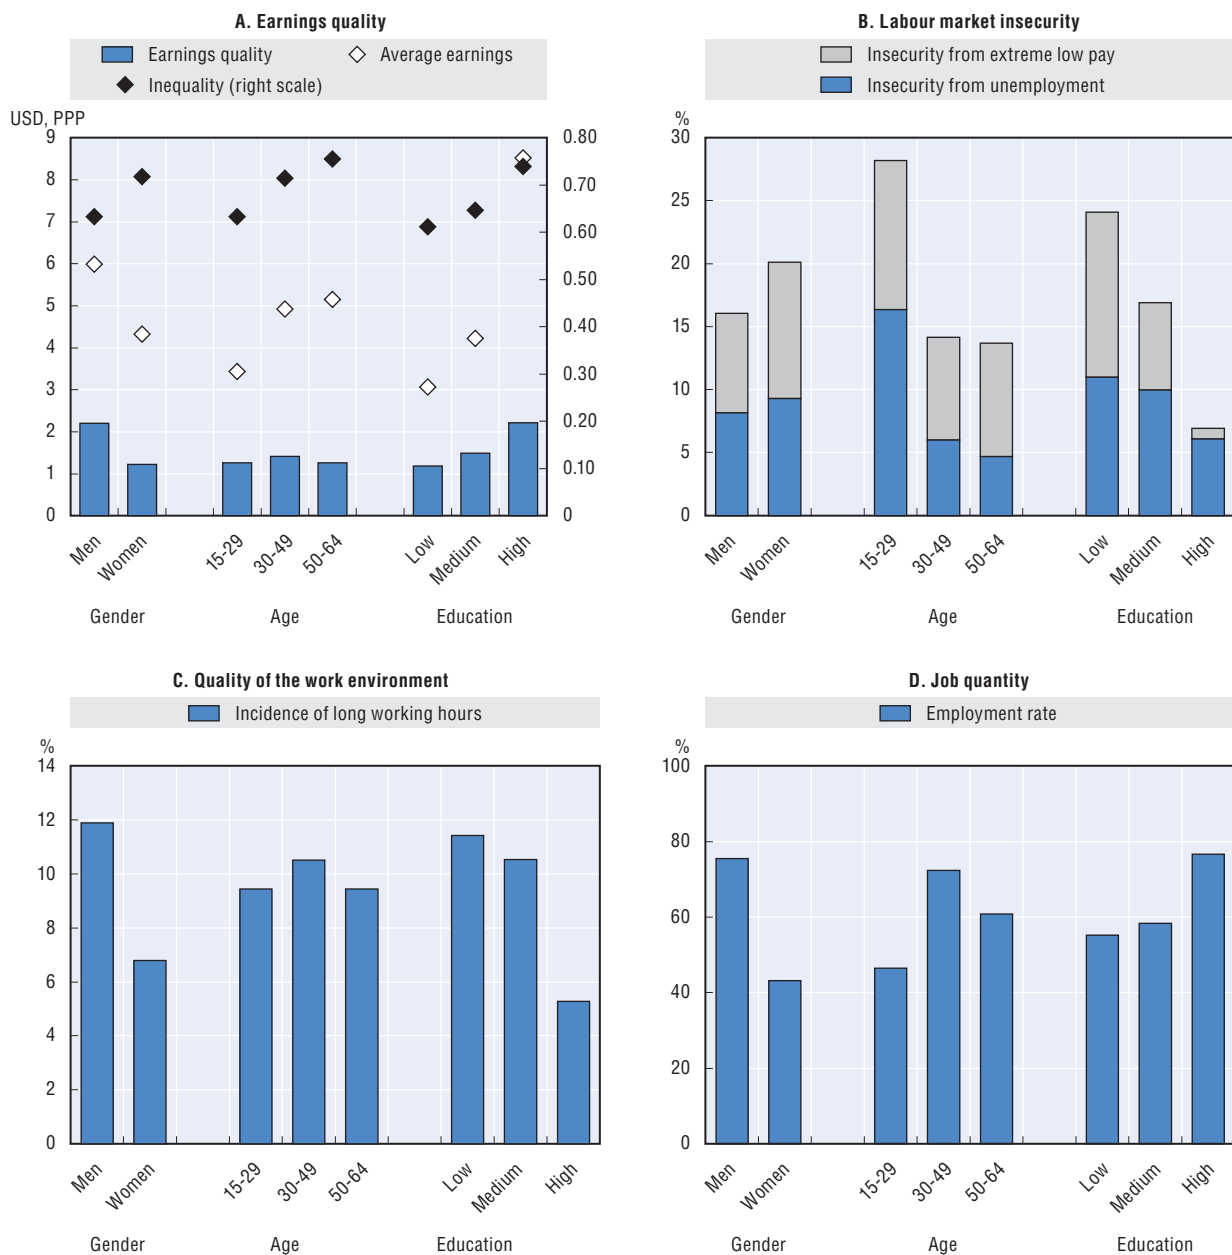 A. Earnings quality
Earnings quality
Average earnings
Inequality (right scale)
USD, PPP
9
8
7
6
5
4
3
2
1
0
0.80
0.70
0.60
0.50
0.40
0.30
0.20
0.10
0
Men
Women
15-29
30-49
50-64
Low
Medium
High
Gender
Age
Education
B. Labour market insecurity
Insecurity from extreme low pay
Insecurity from unemployment
%
30
25
20
15
10
5
0
Men
Women
15-29
30-49
50-64
Low
Medium
High
Gender
Age
Education
C. Quality of the work environment
Incidence of long working hours
%
14
12
10
8
6
4
2
0
Men
Women
15-29
30-49
50-64
Low
Medium
High
Gender
Age
Education
D. Job quantity
Employment rate
%
100
80
60
40
20
0
Men
Women
15-29
30-49
50-64
Low
Medium
High
Gender
Age
Education